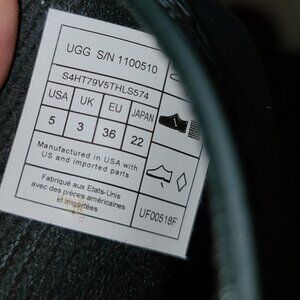 UGG S/N 1100510
S4HT79V5THLS574
USA UK EU JAPAN
5 3 36 22
Manufactured in USA with
US and imported parts
Fabriqué aux Etats-Unis
avec des pièces américaines
et importées
UF00518F